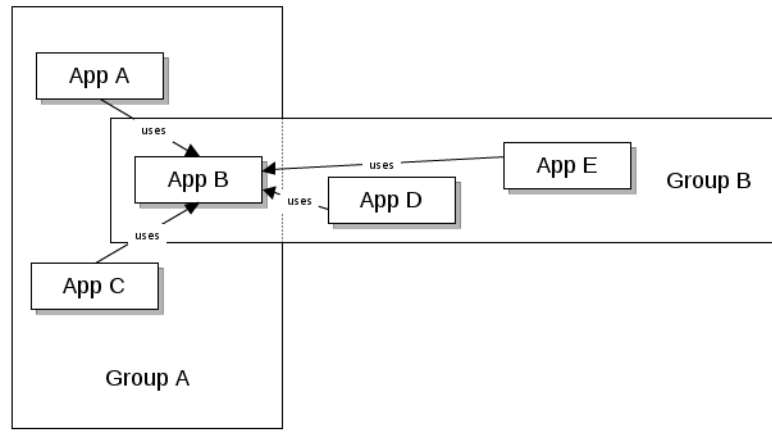 App A
uses
App B
uses
App E
uses
App D
Group B
uses
App C
Group A